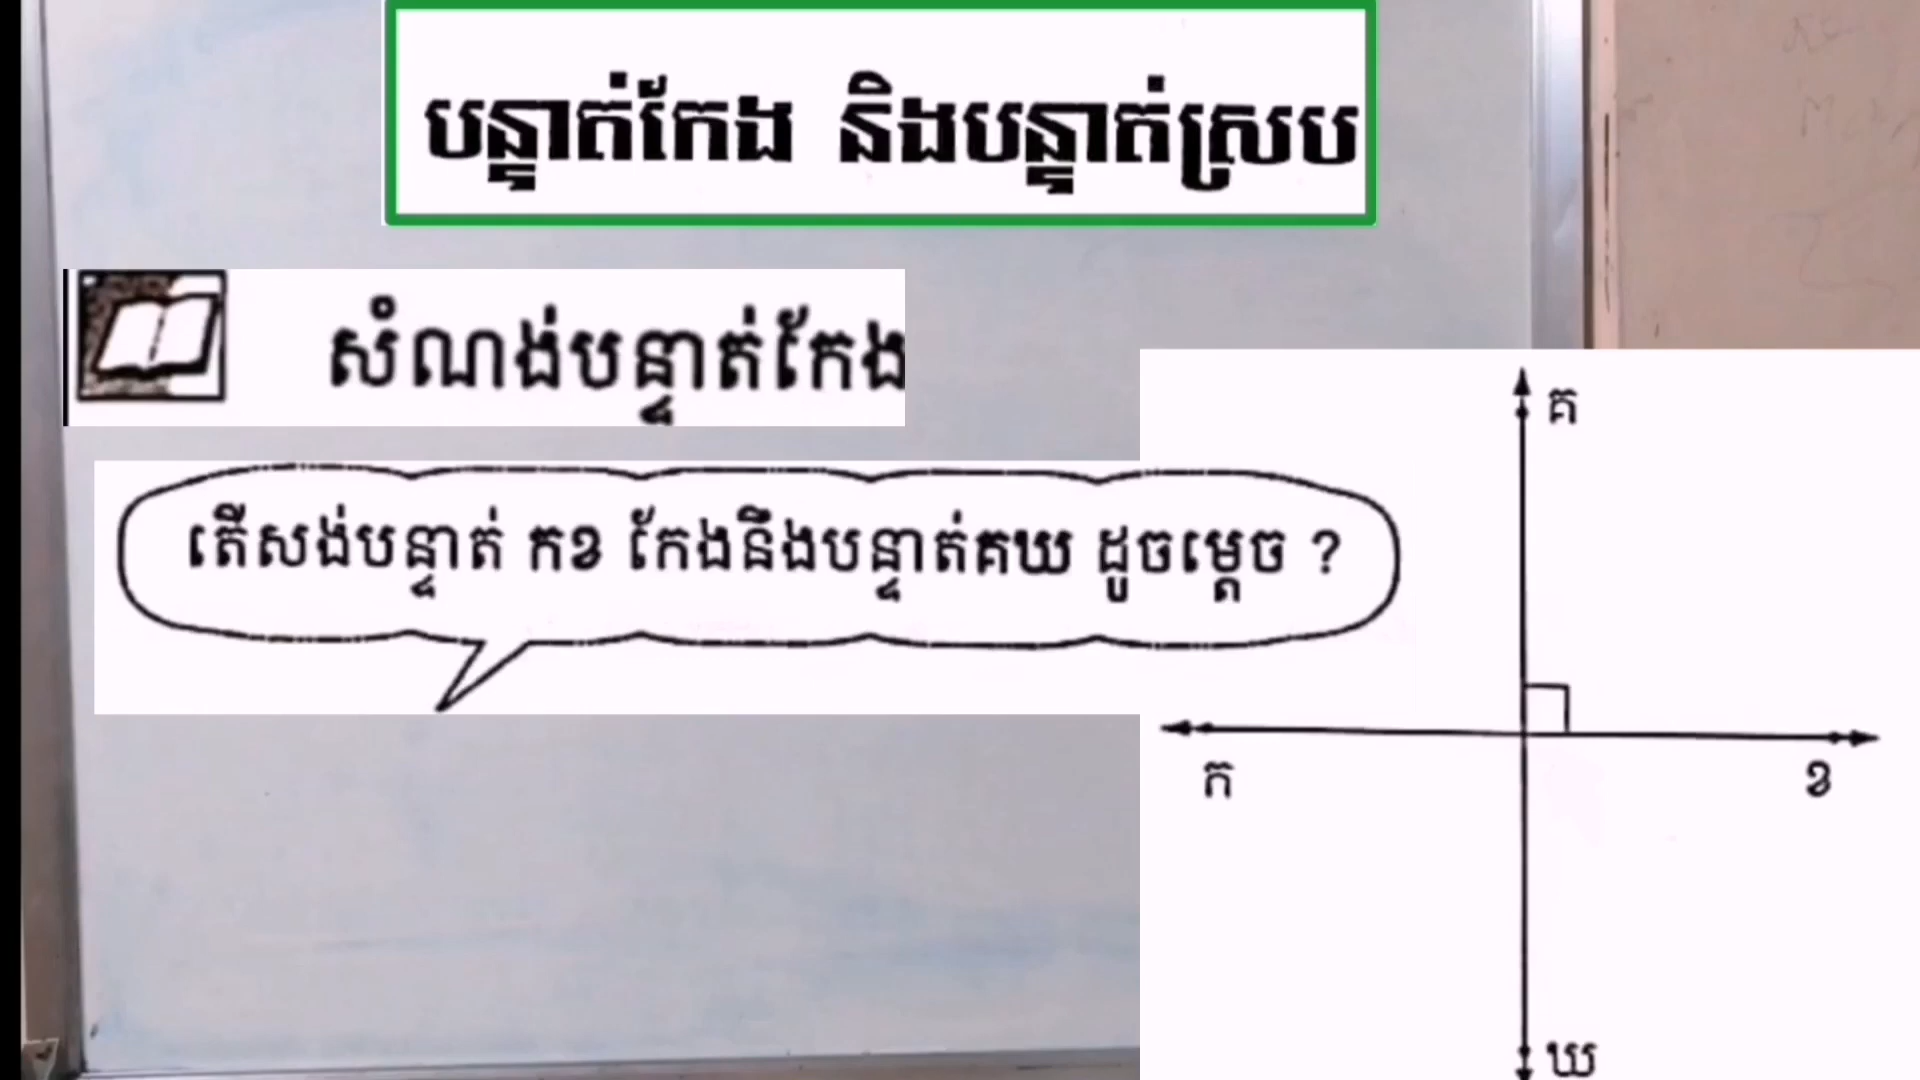 បន្ទាត់កែង និងបន្ទាត់ស្រប
សំណង់បន្ទាត់កែង
តើសង់បន្ទាត់ កខ កែងនឹងបន្ទាត់គឃ ដូចម្ដេច ?
គ
ក
ខ
ឃ